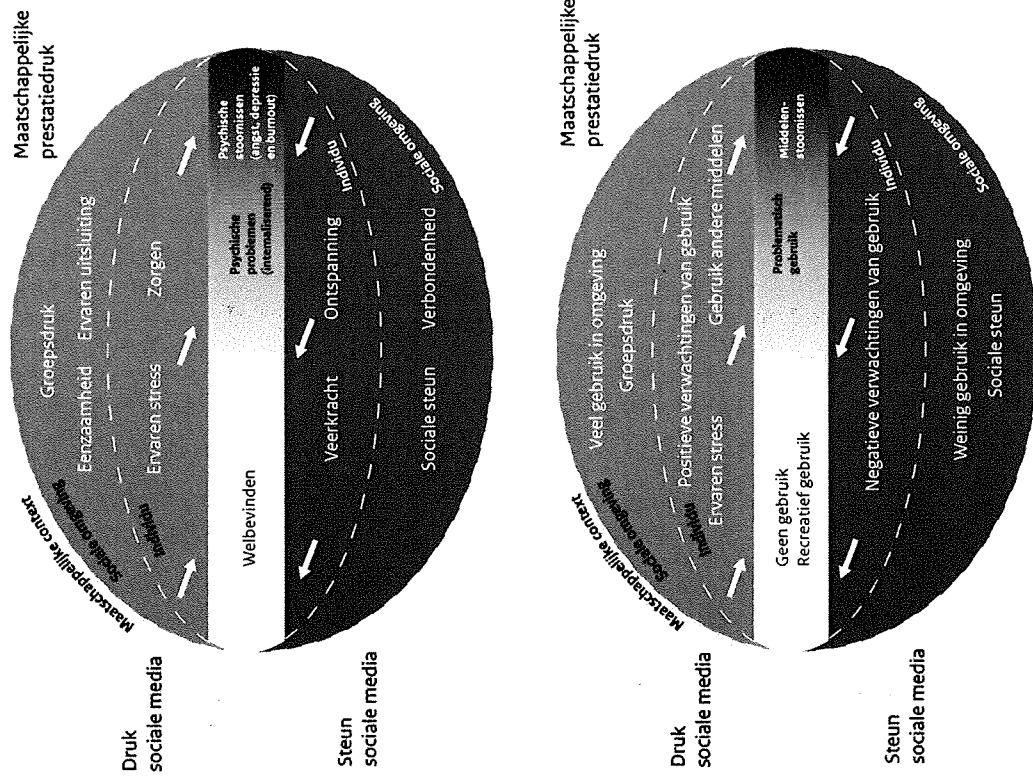 Maatschappelijke
prestatiedruk
Maatschappelijke context
Sociale omgeving
Individu
Groepsdruk
Eenzaamheid Ervaren uitsluiting
Ervaren stress Zorgen
Druk
sociale media
Welbevinden
Psychische
problemen
(internaliserend)
Psychische
stoornissen
(angst, depressie
en burnout)
Veerkracht Ontspanning
Individu
Sociale steun Verbondenheid
Sociale omgeving
Steun
sociale media
Maatschappelijke
prestatiedruk
Maatschappelijke context
Sociale omgeving
Individu
Veel gebruik in omgeving
Groepsdruk
Positieve verwachtingen van gebruik
Ervaren stress Gebruik andere middelen
Druk
sociale media
Geen gebruik
Recreatief gebruik
Problematisch
gebruik
Middelen-
stoornissen
Negatieve verwachtingen van gebruik
Individu
Weinig gebruik in omgeving
Sociale steun
Sociale omgeving
Steun
sociale media